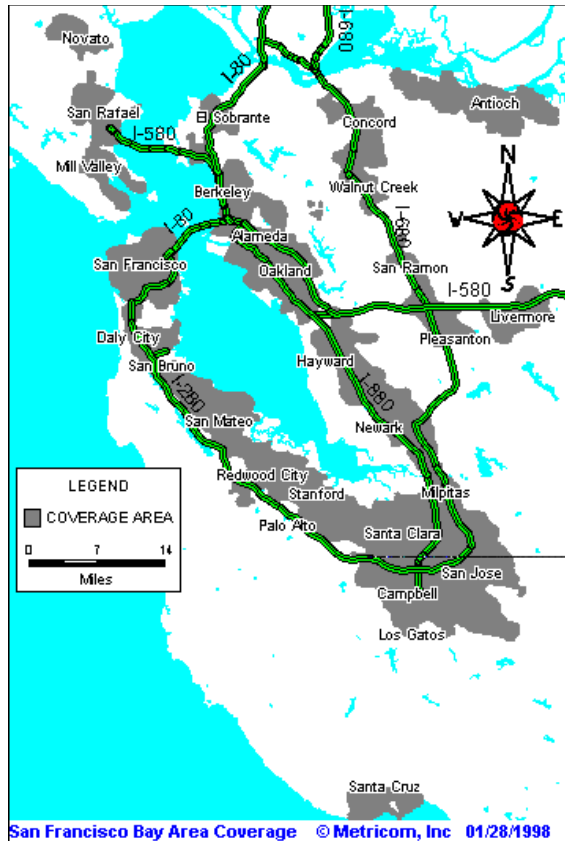 Novato
I-80
I-680
San Rafaël
El Sobrante
Antioch
I-580
Concord
Mill Valley
Berkeley
Walnut Creek
N
W
E
S
I-80
Alameda
I-680
San Francisco
Oakland
San Ramon
I-580
Livermore
Daly City
Pleasanton
San Bruno
Hayward
I-280
I-880
San Mateo
Newark
Redwood City
Stanford
Milpitas
Palo Alto
Santa Clara
San Jose
Campbell
Los Gatos
LEGEND
COVERAGE AREA
0 7 14
Miles
Santa Cruz
San Francisco Bay Area Coverage © Metricom, Inc 01/28/1998